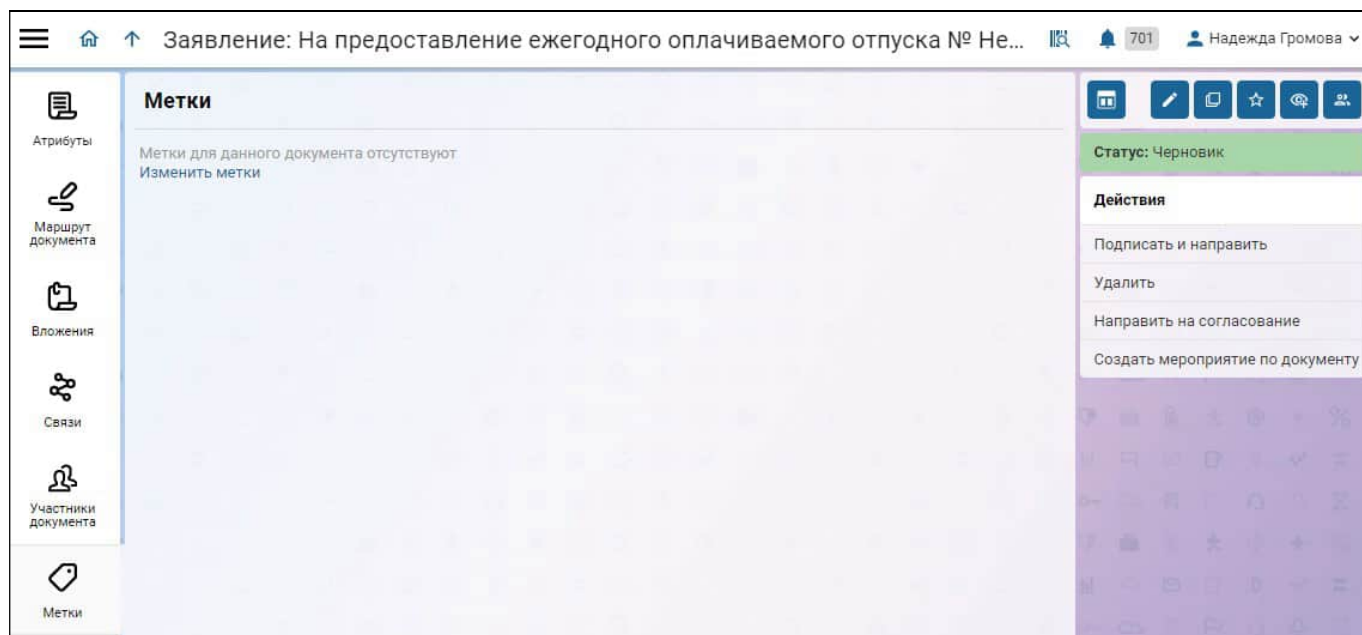 Заявление: На предоставление ежегодного оплачиваемого отпуска № Не...
701
Надежда Громова
Атрибуты
Маршрут
документа
Вложения
Связи
Участники
документа
Метки
Метки
Метки для данного документа отсутствуют
Изменить метки
Статус: Черновик
Действия
Подписать и направить
Удалить
Направить на согласование
Создать мероприятие по документу